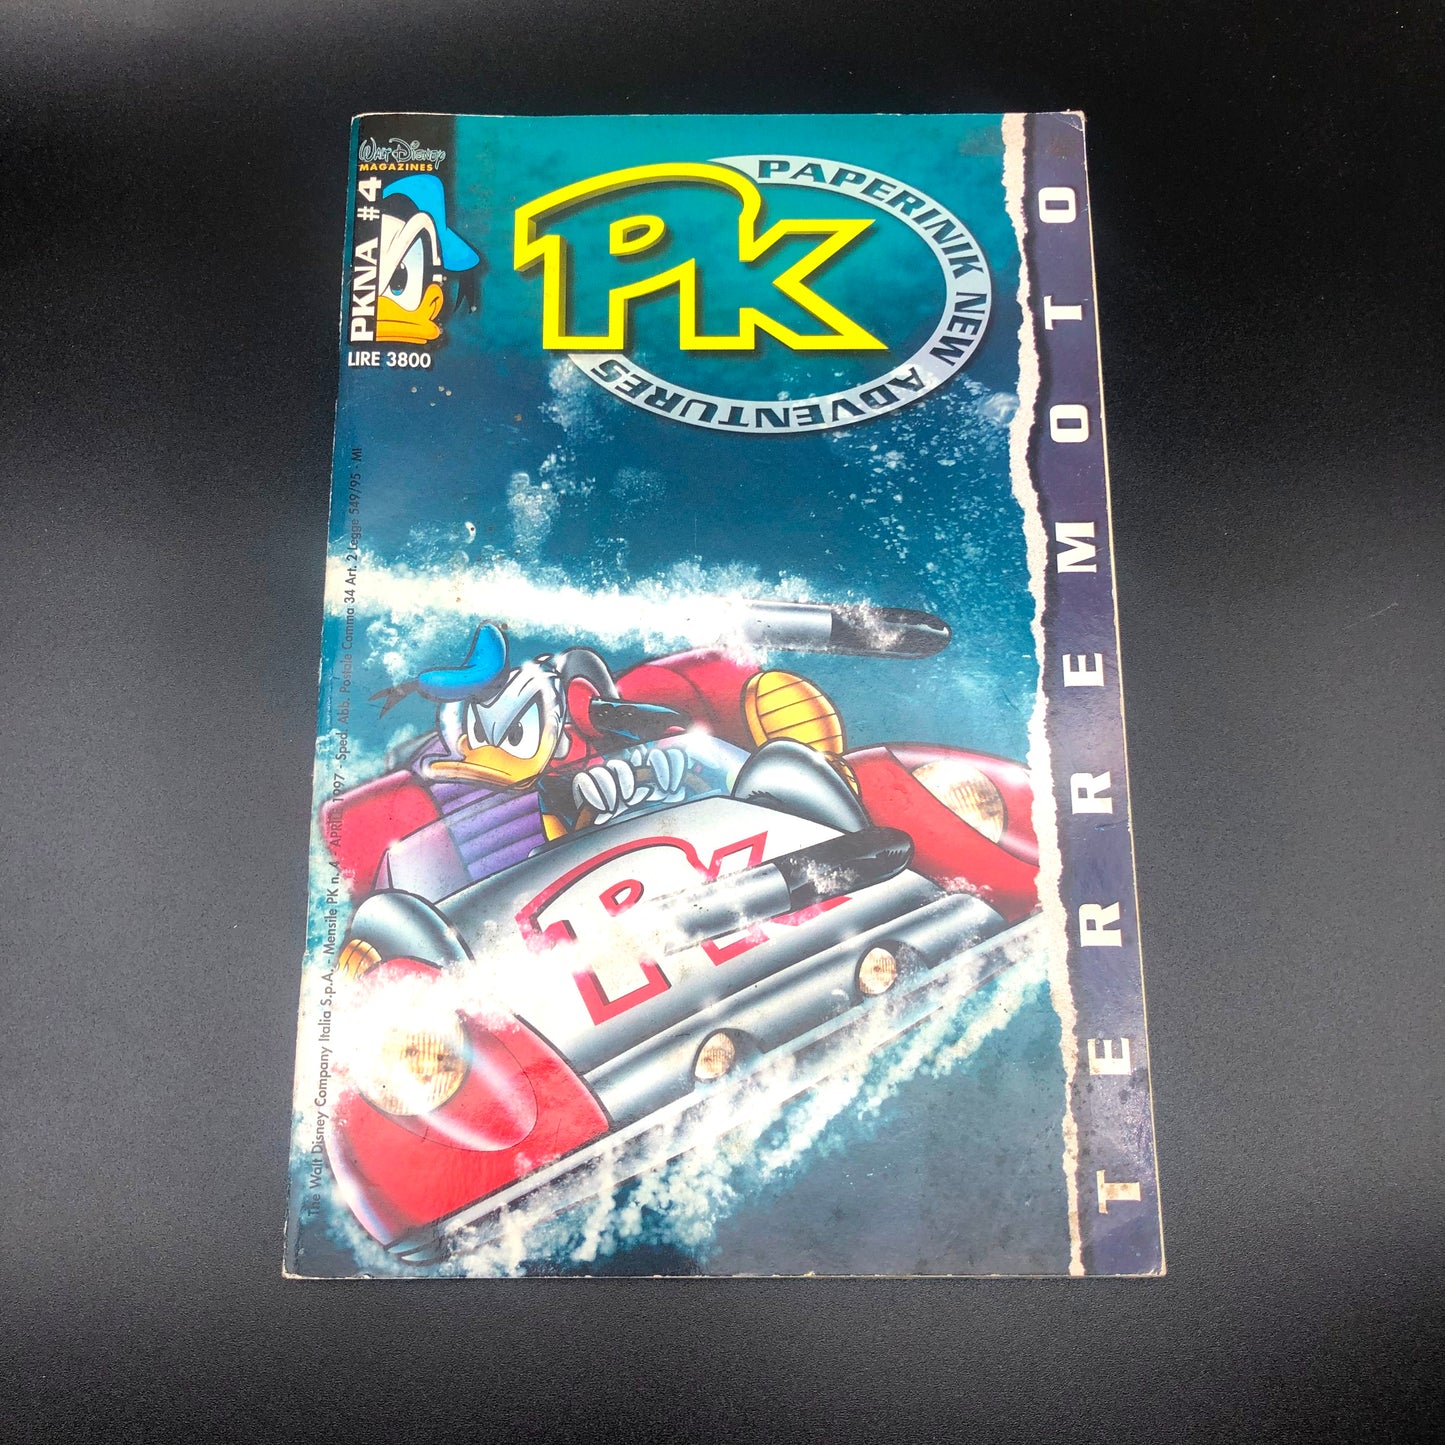 Walt Disney
MAGAZINES
PKNA #4
LIRE 3800
PK
PAPERINIK NEW ADVENTURES
TERREMOTO
The Walt Disney Company Italia S.p.A. - Mensile PK n. 4 - APRILE 1997 - Sped. Abb. Postale Comma 34 Art. 2 Legge 549/95 - MI
PK